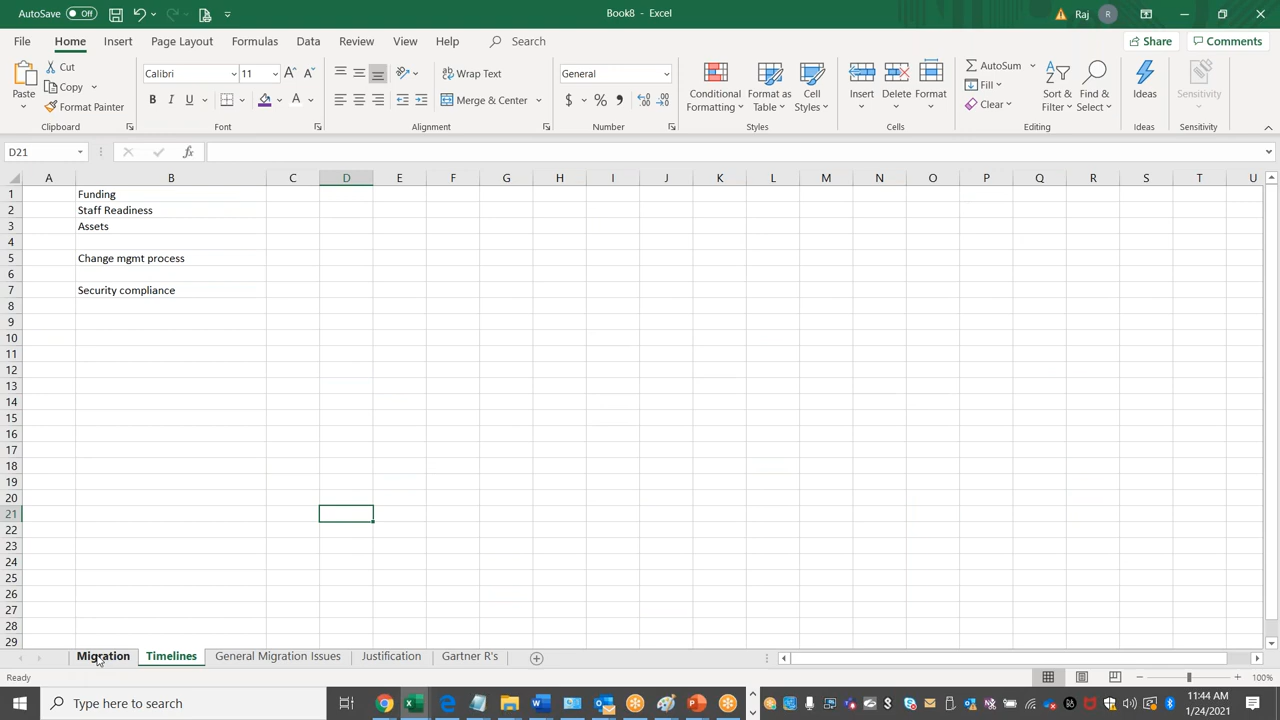 AutoSave Off
Book8 - Excel
Raj R
File Home Insert Page Layout Formulas Data Review View Help Search
Share Comments
Paste Cut Copy Format Painter
Clipboard
Calibri 11 A A
B I U A
Font
Wrap Text
Merge & Center
Alignment
General
$ % 9
Number
Conditional Formatting Format as Table Cell Styles
Styles
Insert Delete Format
Cells
AutoSum
Fill
Clear
Sort & Filter Find & Select
Editing
Ideas
Ideas
Sensitivity
Sensitivity
D21 fx
A B C D E F G H I J K L M N O P Q R S T U
1 Funding
2 Staff Readiness
3 Assets
4
5 Change mgmt process
6
7 Security compliance
8
9
10
11
12
13
14
15
16
17
18
19
20
21
22
23
24
25
26
27
28
29
Migration Timelines General Migration Issues Justification Gartner R's
Ready
100%
Type here to search
11:44 AM
1/24/2021